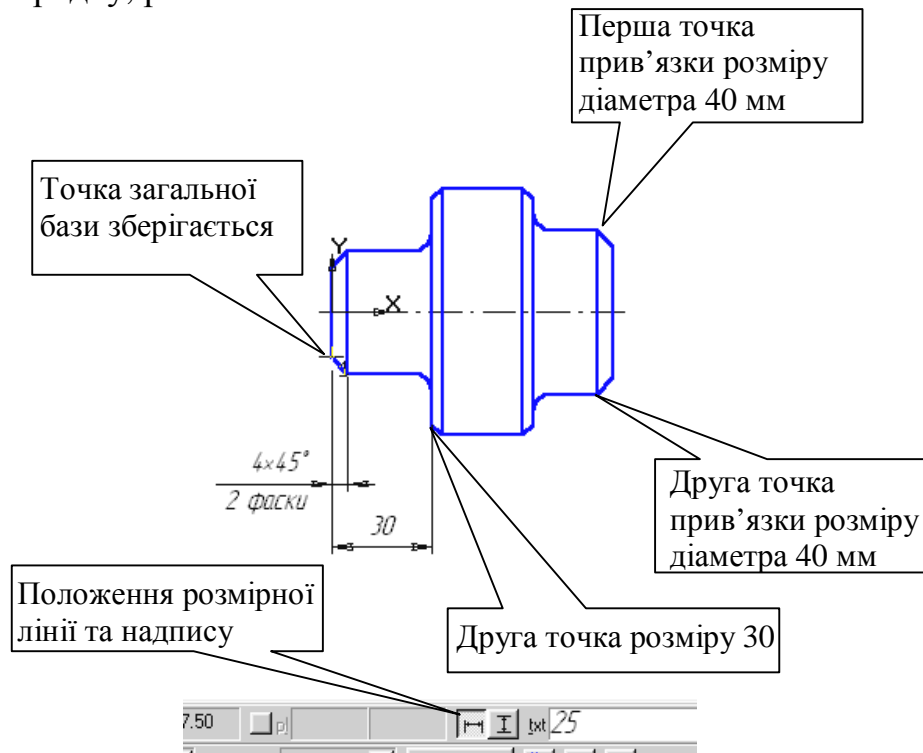 Перша точка
прив’язки розміру
діаметра 40 мм
Точка загальної
бази зберігається
Y
X
4×45°
2 фаски
30
Друга точка
прив’язки розміру
діаметра 40 мм
Положення розмірної
лінії та надпису
Друга точка розміру 30
7.50
txt 25